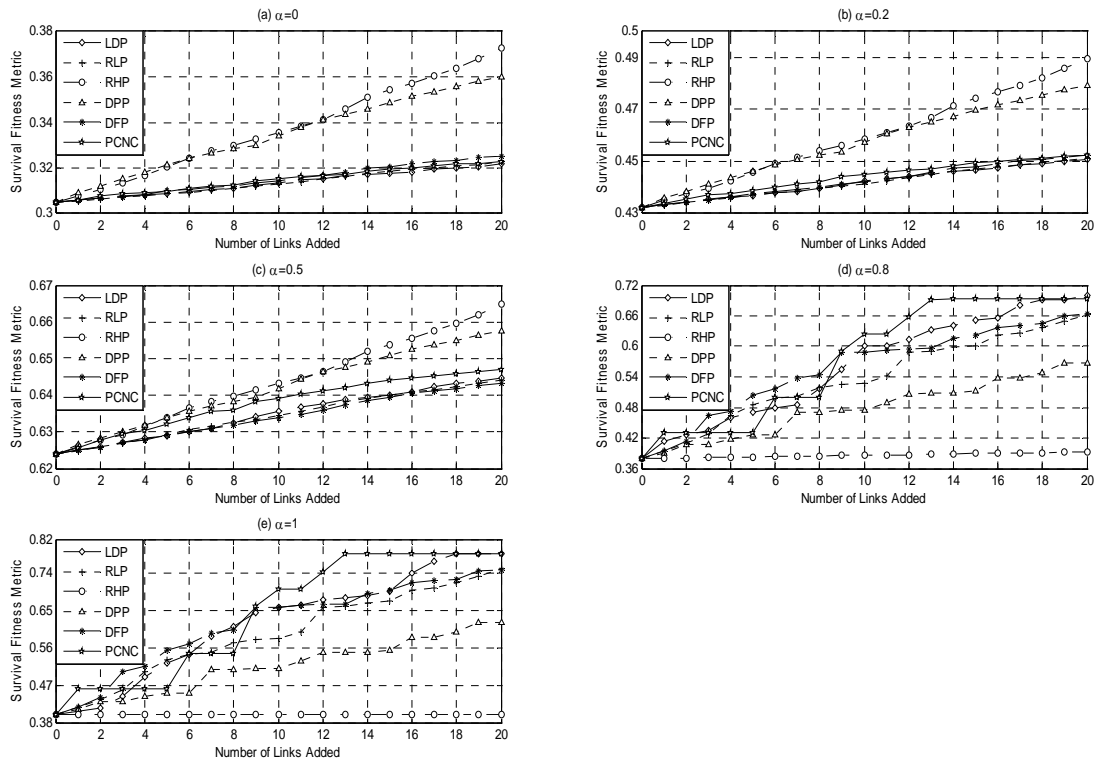 (a) α=0
0.38
0.36
0.34
0.32
0.3
Survival Fitness Metric
LDP
RLP
RHP
DPP
DFP
PCNC
0 2 4 6 8 10 12 14 16 18 20
Number of Links Added
(b) α=0.2
0.5
0.49
0.47
0.45
0.43
Survival Fitness Metric
LDP
RLP
RHP
DPP
DFP
PCNC
0 2 4 6 8 10 12 14 16 18 20
Number of Links Added
(c) α=0.5
0.67
0.66
0.65
0.64
0.63
0.62
Survival Fitness Metric
LDP
RLP
RHP
DPP
DFP
PCNC
0 2 4 6 8 10 12 14 16 18 20
Number of Links Added
(d) α=0.8
0.72
0.66
0.6
0.54
0.48
0.42
0.36
Survival Fitness Metric
LDP
RLP
RHP
DPP
DFP
PCNC
0 2 4 6 8 10 12 14 16 18 20
Number of Links Added
(e) α=1
0.82
0.74
0.65
0.56
0.47
0.38
Survival Fitness Metric
LDP
RLP
RHP
DPP
DFP
PCNC
0 2 4 6 8 10 12 14 16 18 20
Number of Links Added